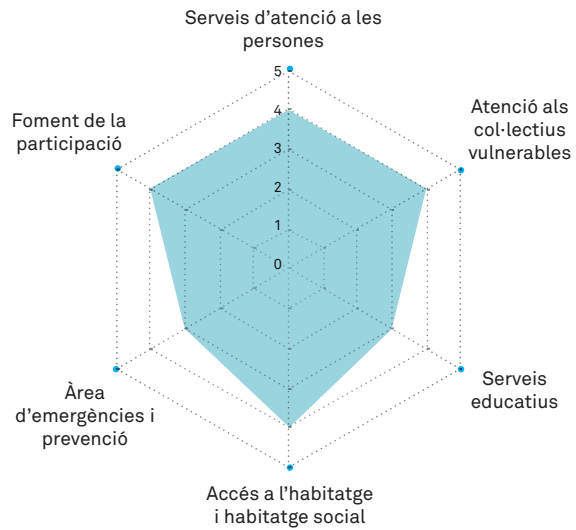 Serveis d'atenció a les
persones
5
Atenció als
col·lectius
vulnerables
Foment de la
participació
4
3
2
1
0
Àrea
d'emergències i
prevenció
Serveis
educatius
Accés a l'habitatge
i habitatge social